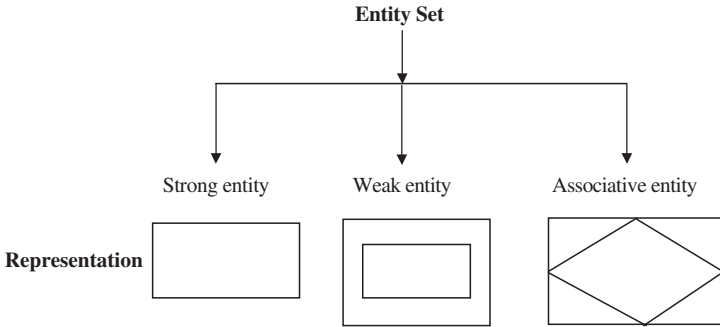 Entity Set
Strong entity
Weak entity
Associative entity
Representation